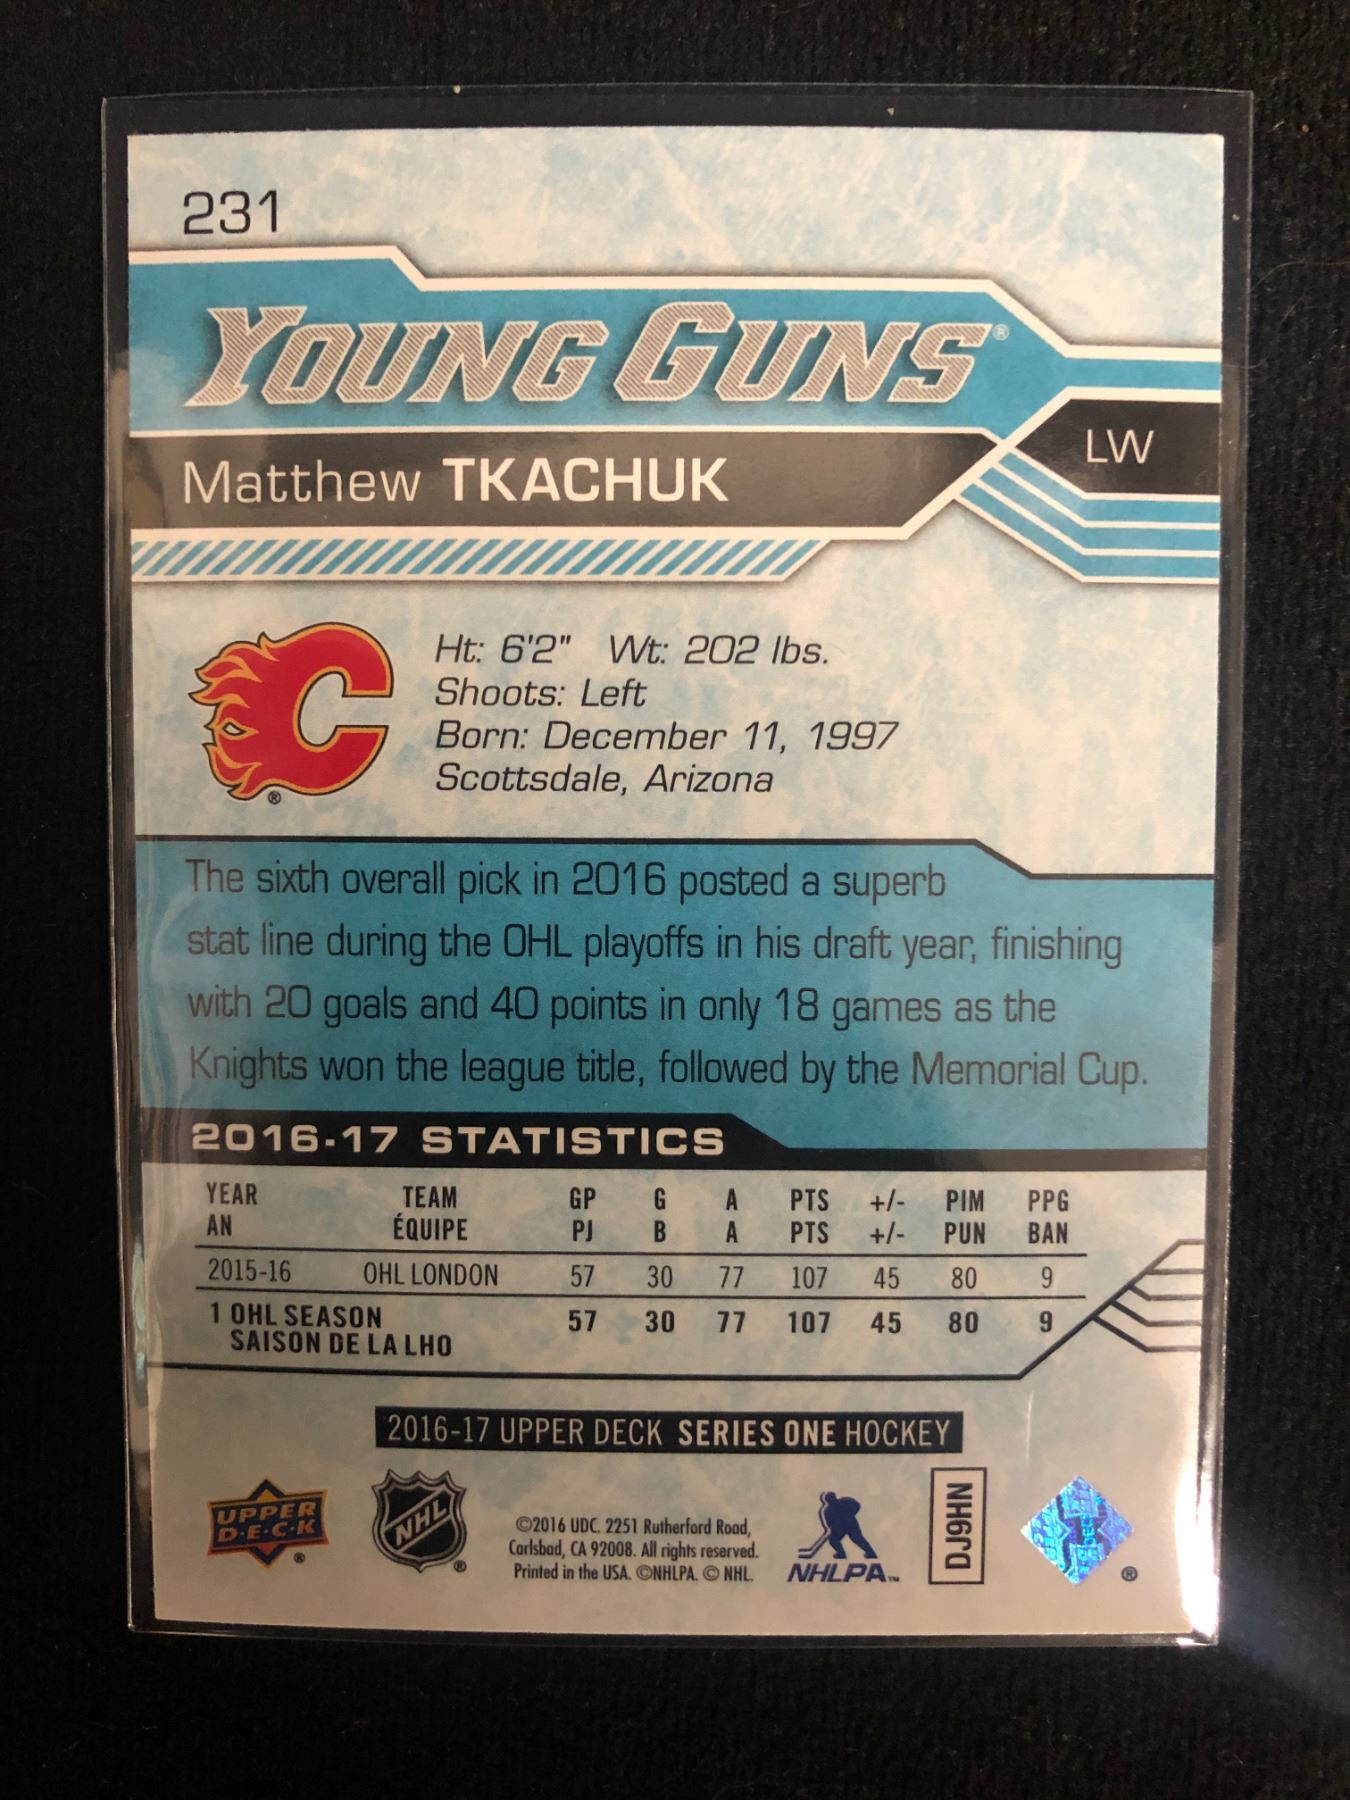 231
YOUNG GUNS®
LW
Matthew TKACHUK
Ht: 6'2" Wt: 202 lbs.
Shoots: Left
Born: December 11, 1997
Scottsdale, Arizona
®
The sixth overall pick in 2016 posted a superb
stat line during the OHL playoffs in his draft year, finishing
with 20 goals and 40 points in only 18 games as the
Knights won the league title, followed by the Memorial Cup.
2016-17 STATISTICS
YEAR TEAM GP G A PTS +/- PIM PPG
AN ÉQUIPE PJ B A PTS +/- PUN BAN
2015-16 OHL LONDON 57 30 77 107 45 80 9
1 OHL SEASON 57 30 77 107 45 80 9
SAISON DE LA LHO
2016-17 UPPER DECK SERIES ONE HOCKEY
UPPER
D·E·C·K
®
NHL
®
©2016 UDC. 2251 Rutherford Road,
Carlsbad, CA 92008. All rights reserved.
Printed in the USA. ©NHLPA. © NHL.
NHLPA™
DJ9HN
®